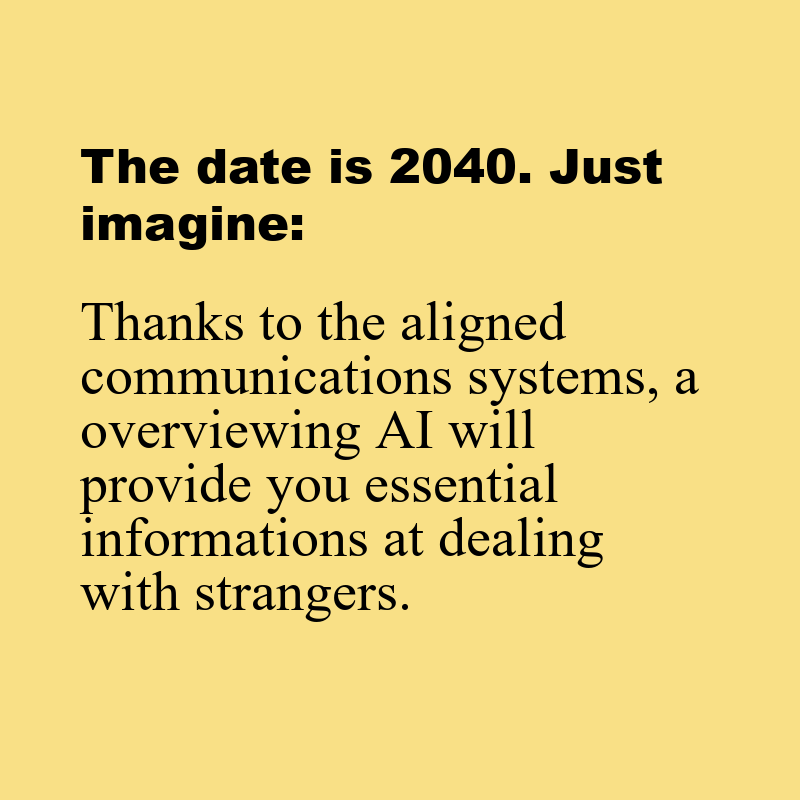 The date is 2040. Just
imagine:
Thanks to the aligned
communications systems, a
overviewing AI will
provide you essential
informations at dealing
with strangers.